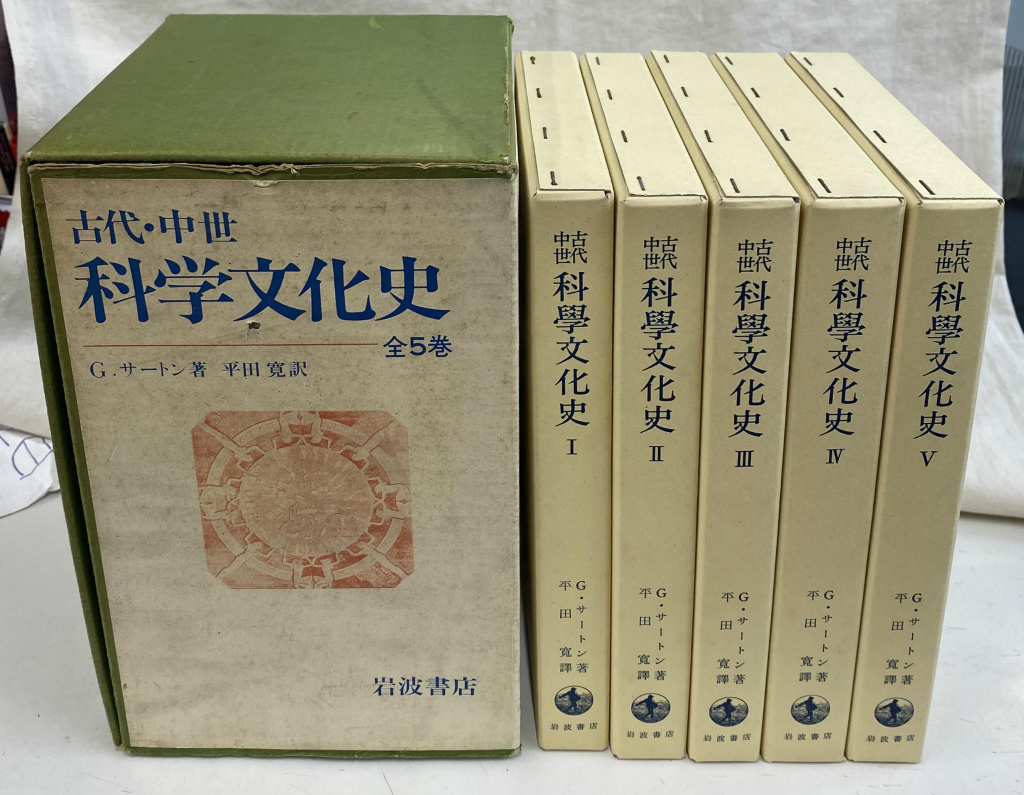 古代・中世
科学文化史
全5巻
G.サートン著 平田 寛訳
岩波書店
古代中世 科學文化史 I
G・サートン著
平田 寛譯
岩波書店
古代中世 科學文化史 II
G・サートン著
平田 寛譯
岩波書店
古代中世 科學文化史 III
G・サートン著
平田 寛譯
岩波書店
古代中世 科學文化史 IV
G・サートン著
平田 寛譯
岩波書店
古代中世 科學文化史 V
G・サートン著
平田 寛譯
岩波書店